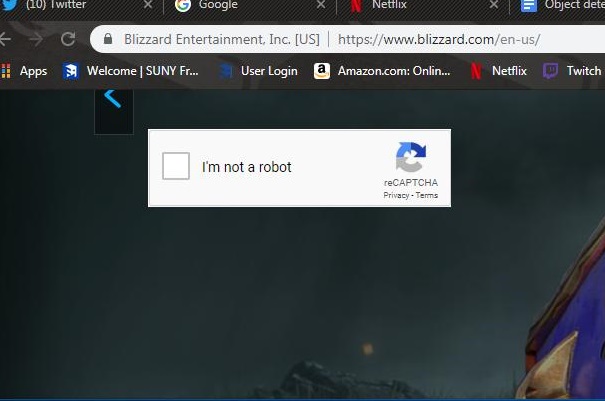 (10) Twitter
Google
Netflix
Object dete
Blizzard Entertainment, Inc. [US] | https://www.blizzard.com/en-us/
Apps
Welcome | SUNY Fr...
User Login
Amazon.com: Onlin...
Netflix
Twitch
I'm not a robot
reCAPTCHA
Privacy - Terms